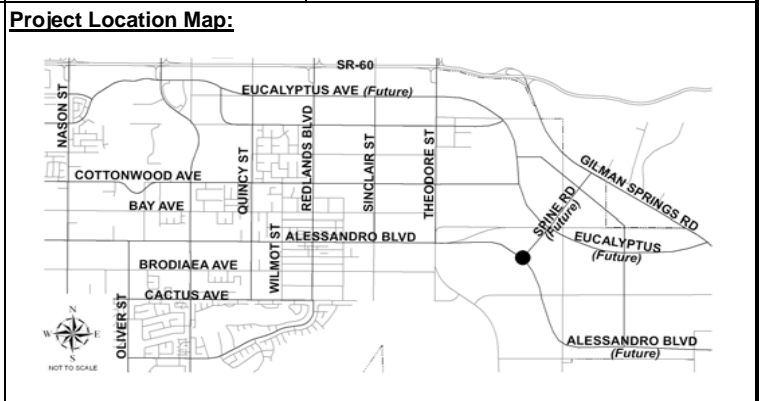 Project Location Map:
SR-60
EUCALYPTUS AVE (Future)
NASON ST
QUINCY ST
REDLANDS BLVD
SINCLAIR ST
THEODORE ST
GILMAN SPRINGS RD
COTTONWOOD AVE
BAY AVE
SPINE RD
(Future)
WILMOT ST
ALESSANDRO BLVD
EUCALYPTUS
(Future)
BRODIAEA AVE
CACTUS AVE
OLIVER ST
N
W
E
S
NOT TO SCALE
ALESSANDRO BLVD
(Future)